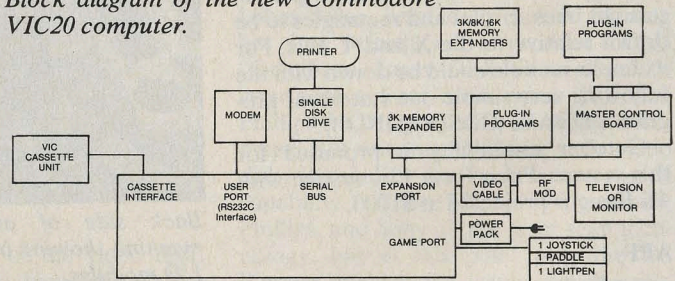 Block diagram of the new Commodore
VIC20 computer.
3K/8K/16K
MEMORY
EXPANDERS
PLUG-IN
PROGRAMS
PRINTER
MODEM
SINGLE
DISK
DRIVE
3K MEMORY
EXPANDER
PLUG-IN
PROGRAMS
MASTER CONTROL
BOARD
VIC
CASSETTE
UNIT
CASSETTE
INTERFACE
USER
PORT
(RS232C
Interface)
SERIAL
BUS
EXPANSION
PORT
VIDEO
CABLE
RF
MOD
TELEVISION
OR
MONITOR
GAME PORT
POWER
PACK
1 JOYSTICK
1 PADDLE
1 LIGHTPEN